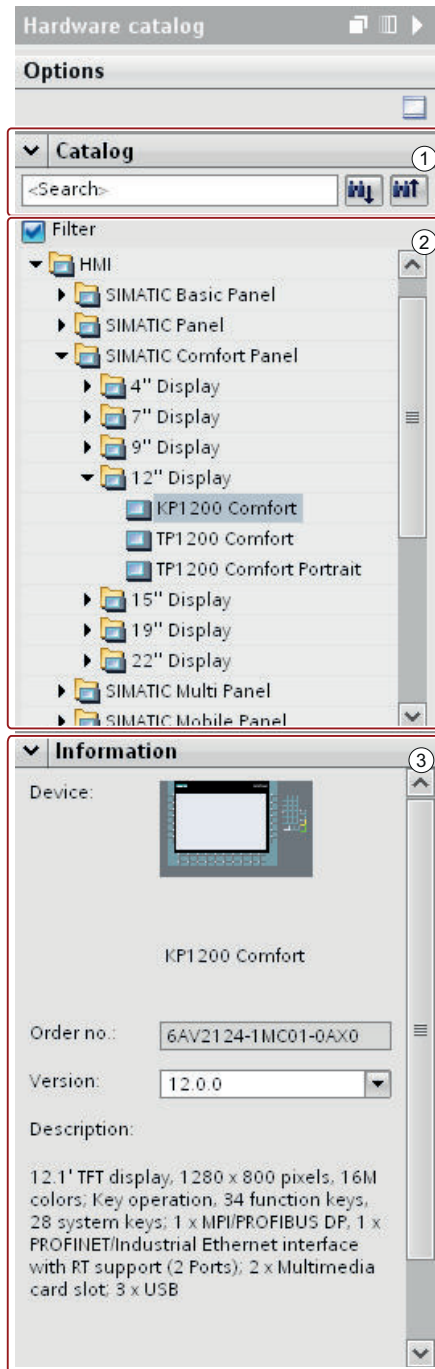 Hardware catalog
Options
Catalog
1
<Search>
Filter
2
HMI
SIMATIC Basic Panel
SIMATIC Panel
SIMATIC Comfort Panel
4" Display
7" Display
9" Display
12" Display
KP1200 Comfort
TP1200 Comfort
TP1200 Comfort Portrait
15" Display
19" Display
22" Display
SIMATIC Multi Panel
SIMATIC Mobile Panel
Information
3
Device:
KP1200 Comfort
Order no.: 6AV2124-1MC01-0AX0
Version: 12.0.0
Description:
12.1' TFT display, 1280 x 800 pixels, 16M
colors; Key operation, 34 function keys,
28 system keys; 1 x MPI/PROFIBUS DP, 1 x
PROFINET/Industrial Ethernet interface
with RT support (2 Ports); 2 x Multimedia
card slot; 3 x USB